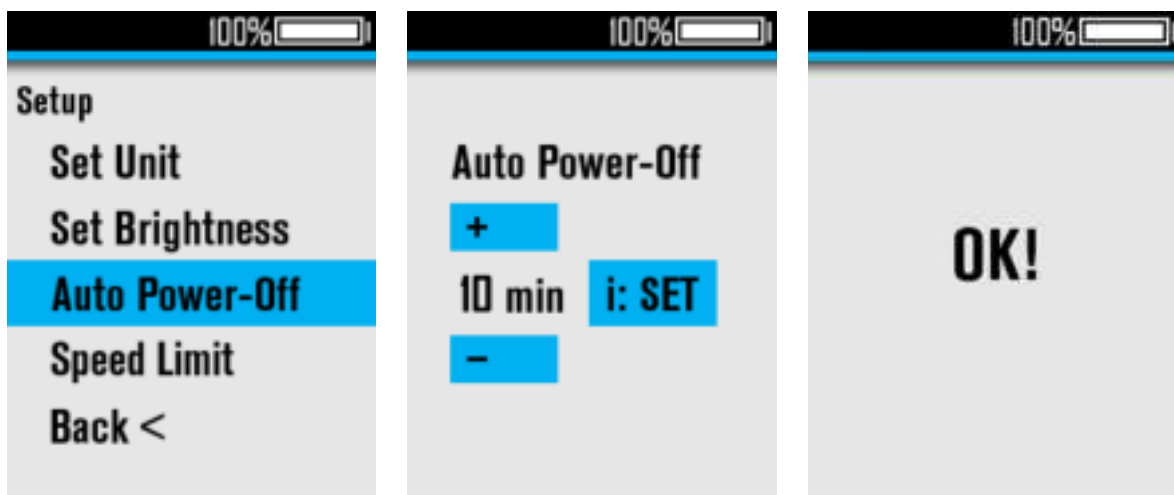 100%
Setup
Set Unit
Set Brightness
Auto Power-Off
Speed Limit
Back <
100%
Auto Power-Off
+
10 min i: SET
−
100%
OK!